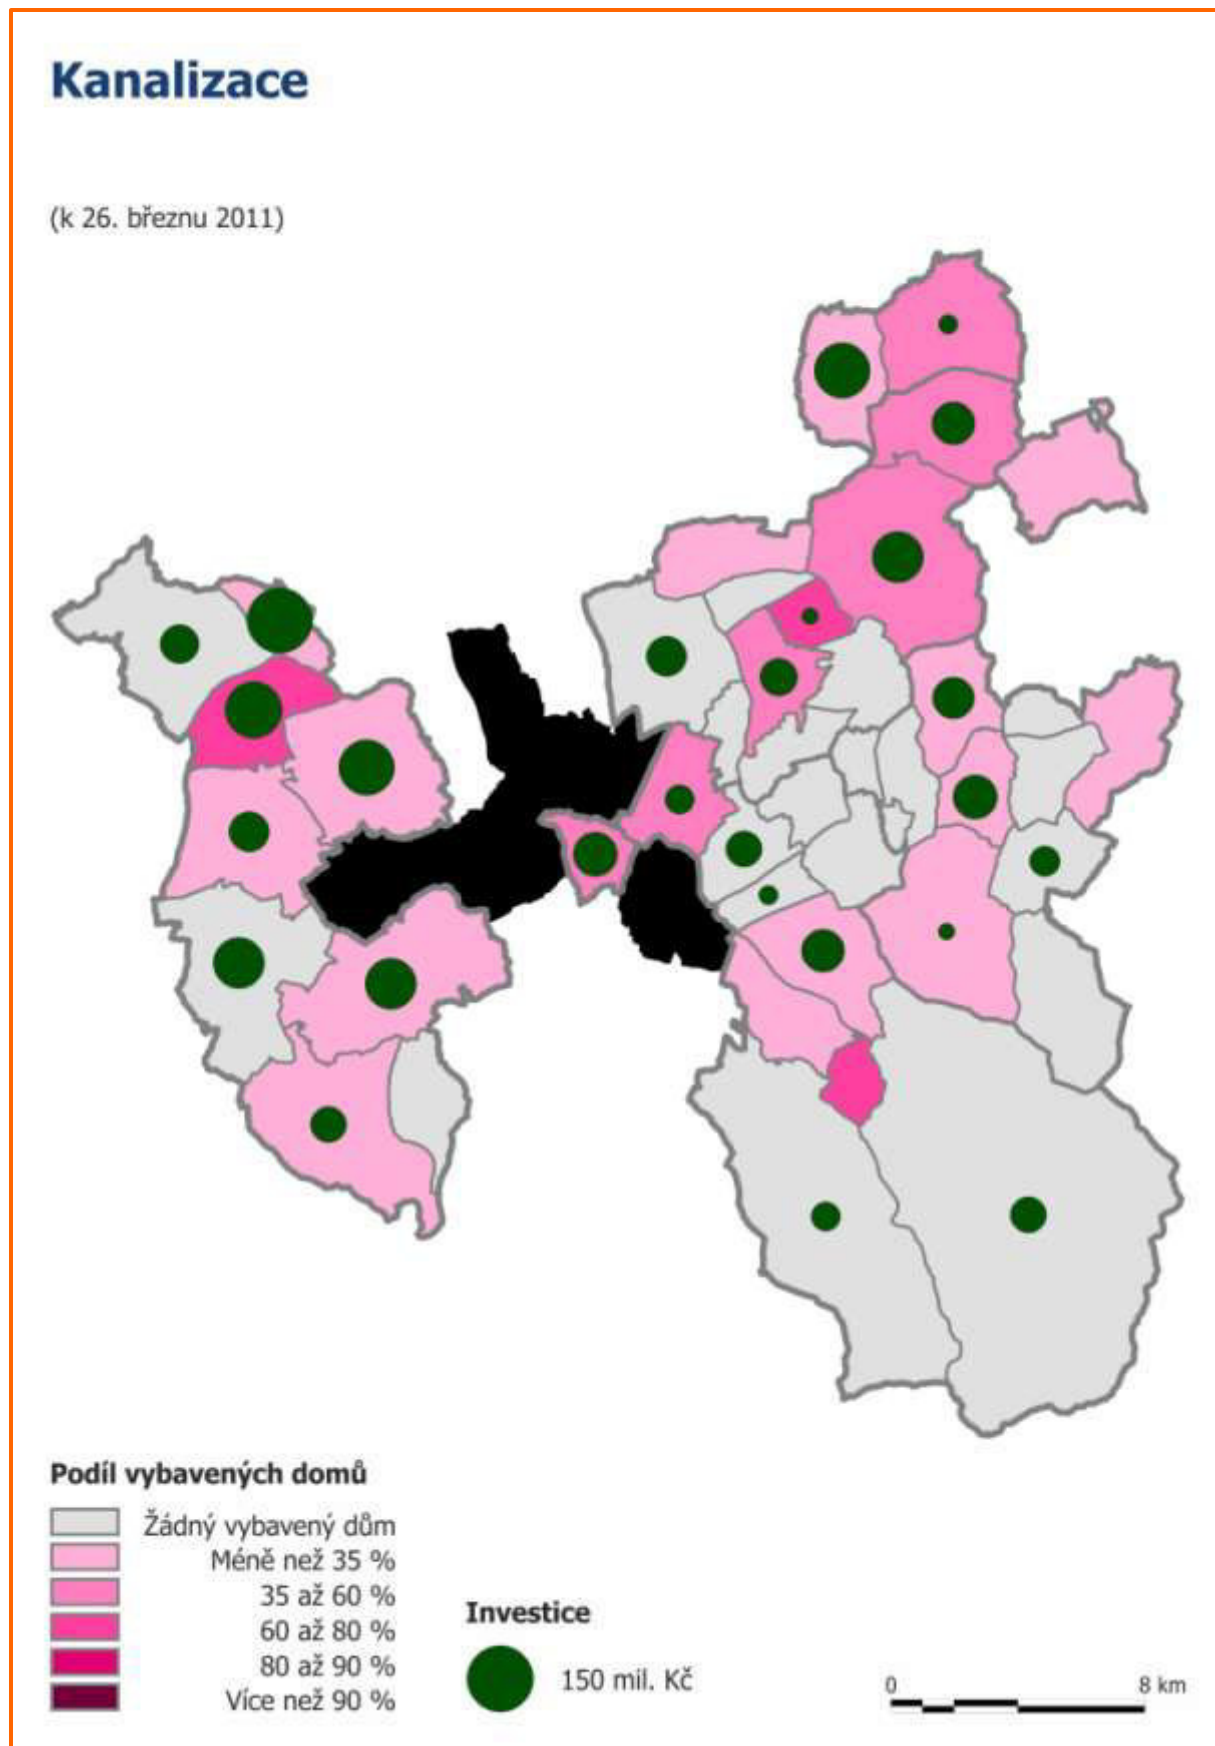 Kanalizace
(k 26. březnu 2011)
Podíl vybavených domů
Žádný vybavený dům
Méně než 35 %
35 až 60 %
60 až 80 %
80 až 90 %
Více než 90 %
Investice
150 mil. Kč
0 8 km